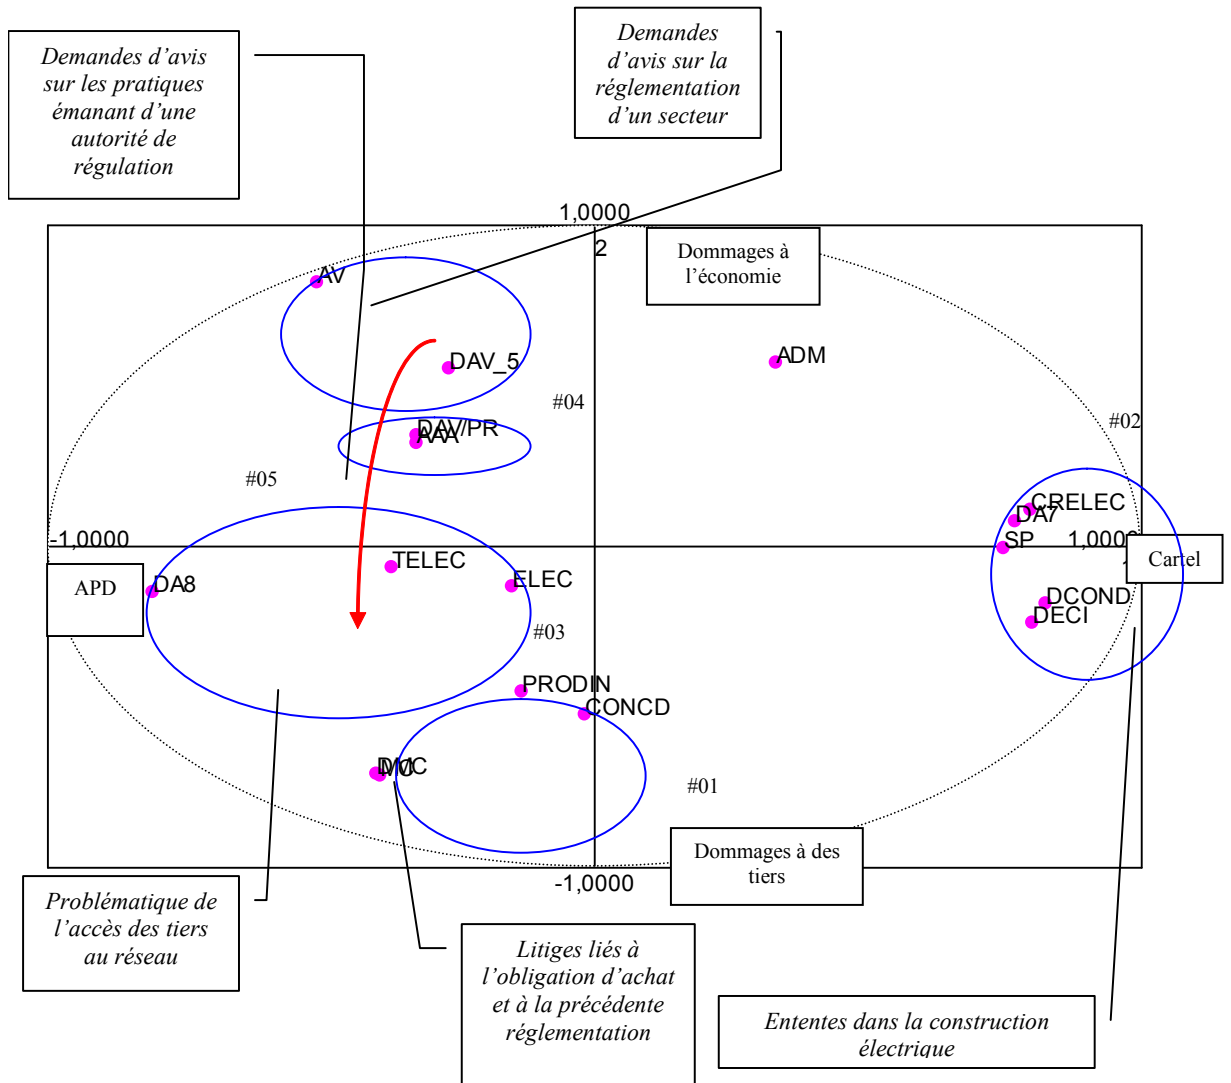 Demandes d’avis
sur les pratiques
émanant d’une
autorité de
régulation
Demandes
d’avis sur la
réglementation
d’un secteur
1,0000
2
Dommages à
l’économie
AV
ADM
DAV_5
#04
#02
DAV/PR
AAA
#05
CRELEC
DA7
SP
-1,0000
1,0000
Cartel
TELEC
ELEC
APD
DA8
DCOND
DECI
#03
PRODIN
CONCD
DVC
#01
Dommages à des
tiers
-1,0000
Problématique de
l’accès des tiers
au réseau
Litiges liés à
l’obligation d’achat
et à la précédente
réglementation
Ententes dans la construction
électrique